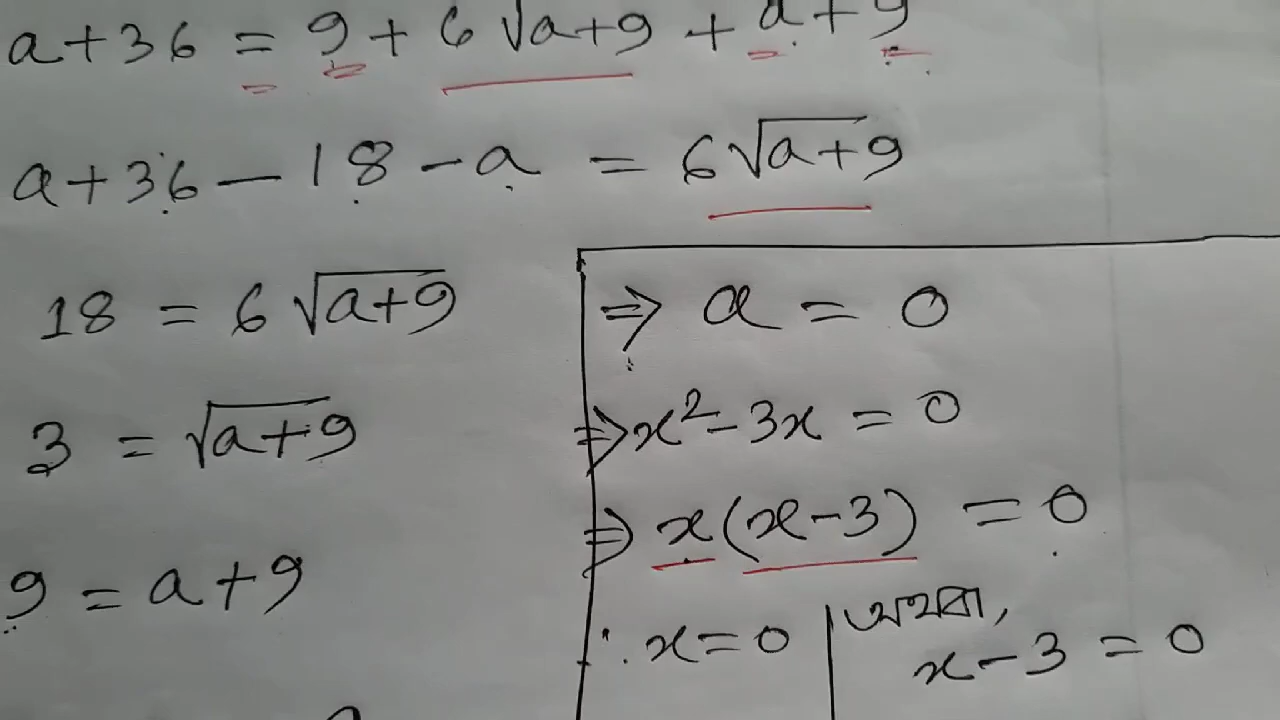 a+36 = 9 + 6√a+9 + a+9
a+36-18-a = 6√a+9
18 = 6√a+9
3 = √a+9
9 = a+9
⇒ a = 0
⇒ x²-3x = 0
⇒ x(x-3) = 0
∴ x=0 | অথবা,
x-3 = 0